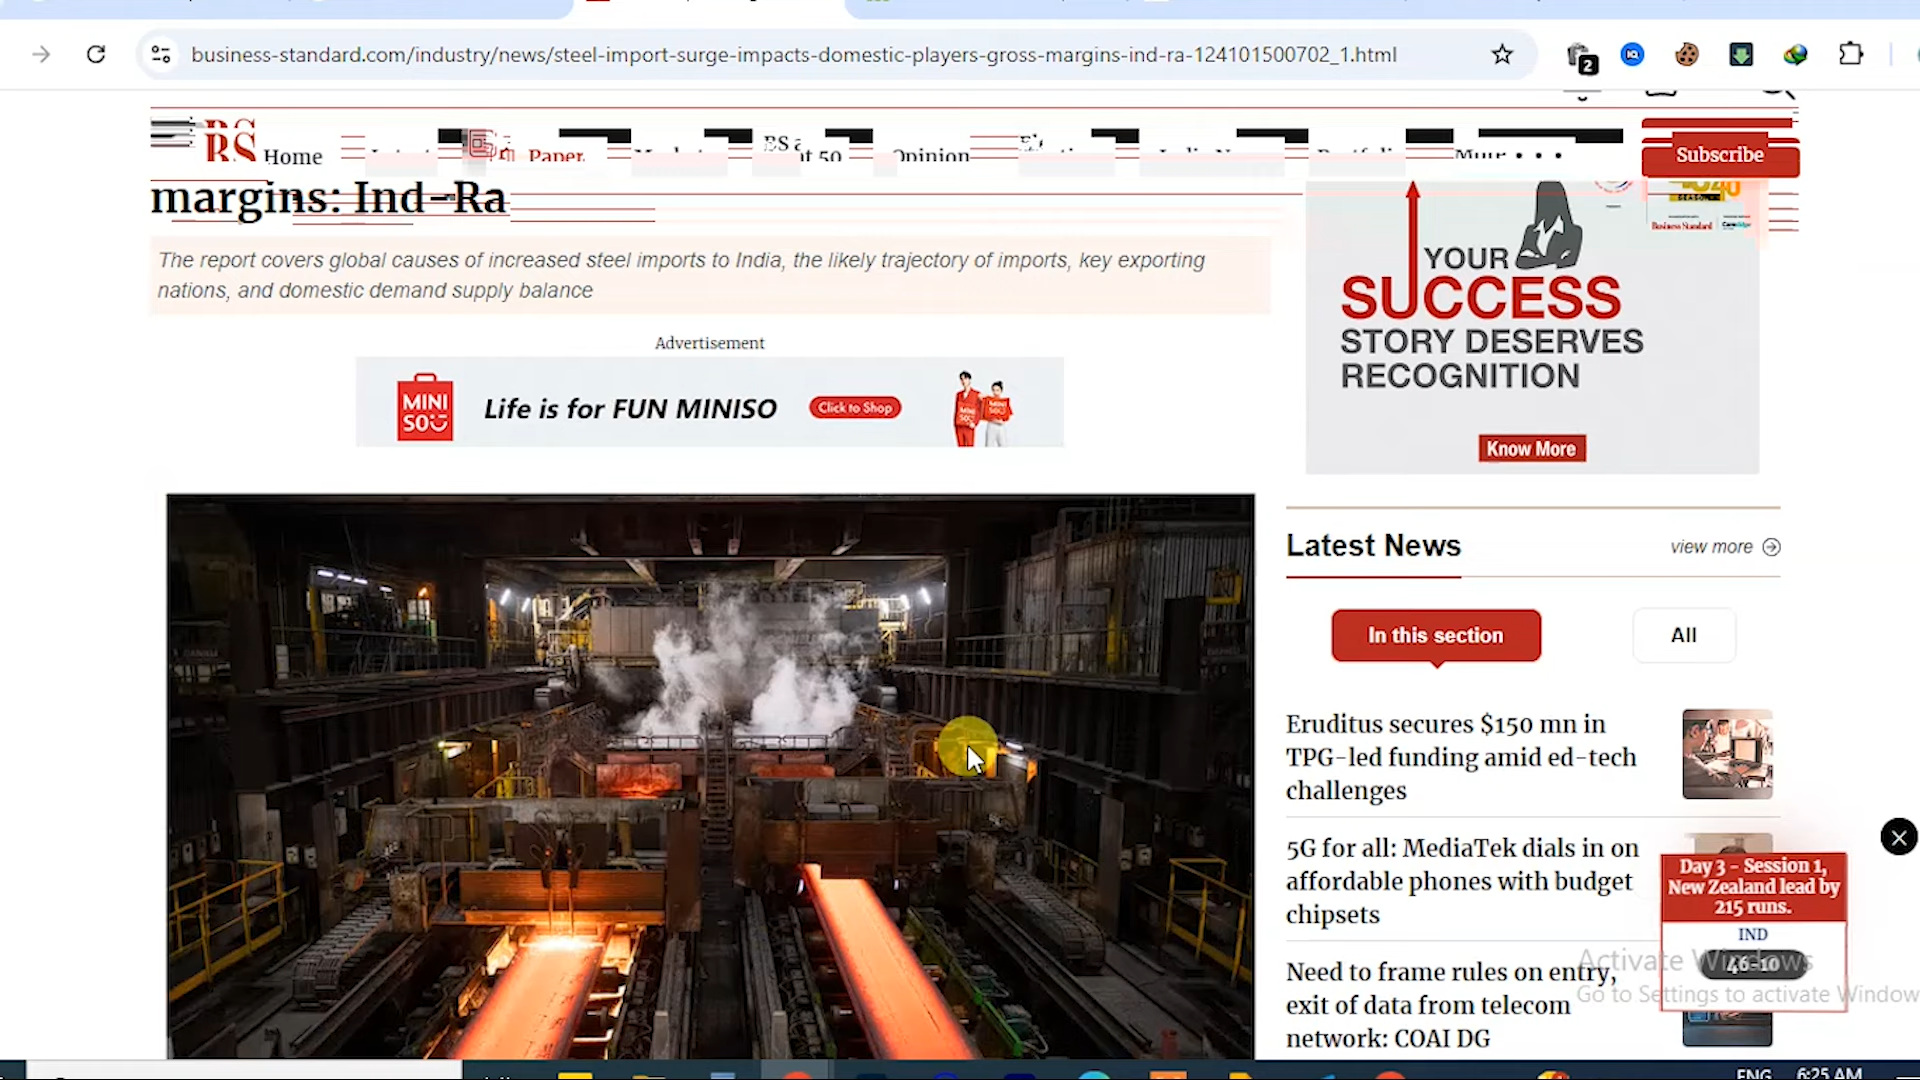 business-standard.com/industry/news/steel-import-surge-impacts-domestic-players-gross-margins-ind-ra-124101500702_1.html
2
BS Home Paper Opinion Subscribe
margins: Ind-Ra
The report covers global causes of increased steel imports to India, the likely trajectory of imports, key exporting
nations, and domestic demand supply balance
Advertisement
MINI
SO
Life is for FUN MINISO
Click to Shop
Business Standard
YOUR
SUCCESS
STORY DESERVES
RECOGNITION
Know More
Latest News
view more
In this section
All
Eruditus secures $150 mn in
TPG-led funding amid ed-tech
challenges
5G for all: MediaTek dials in on
affordable phones with budget
chipsets
Need to frame rules on entry,
exit of data from telecom
network: COAI DG
Day 3 - Session 1,
New Zealand lead by
215 runs.
IND
46-10
Activate Windows
Go to Settings to activate Window
ENG 6:25 AM